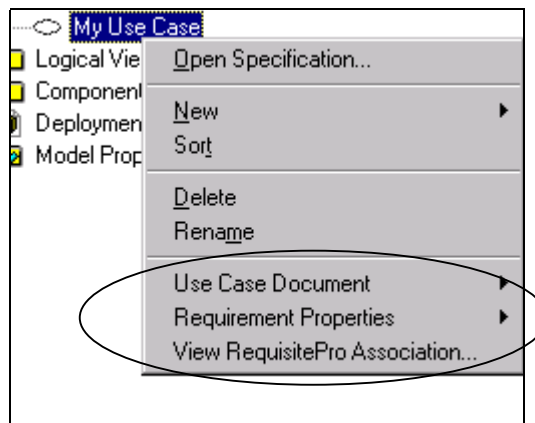 My Use Case
Logical Vie
Open Specification...
Component
New
Deploymen
Sort
Model Prop
Delete
Rename
Use Case Document
Requirement Properties
View RequisitePro Association...